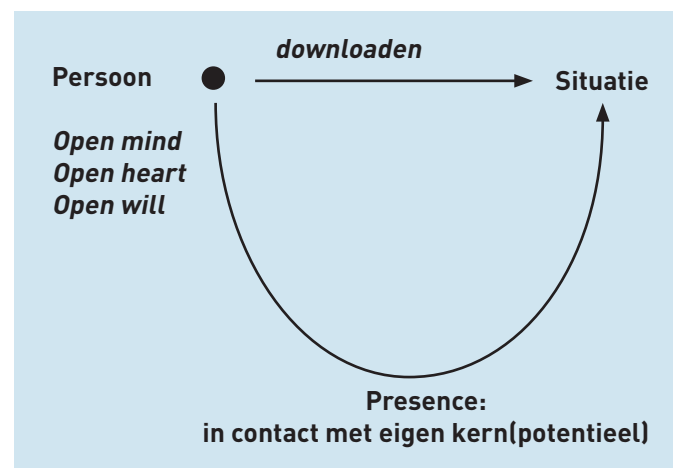 downloaden
Persoon
Situatie
Open mind
Open heart
Open will
Presence:
in contact met eigen kern(potentieel)